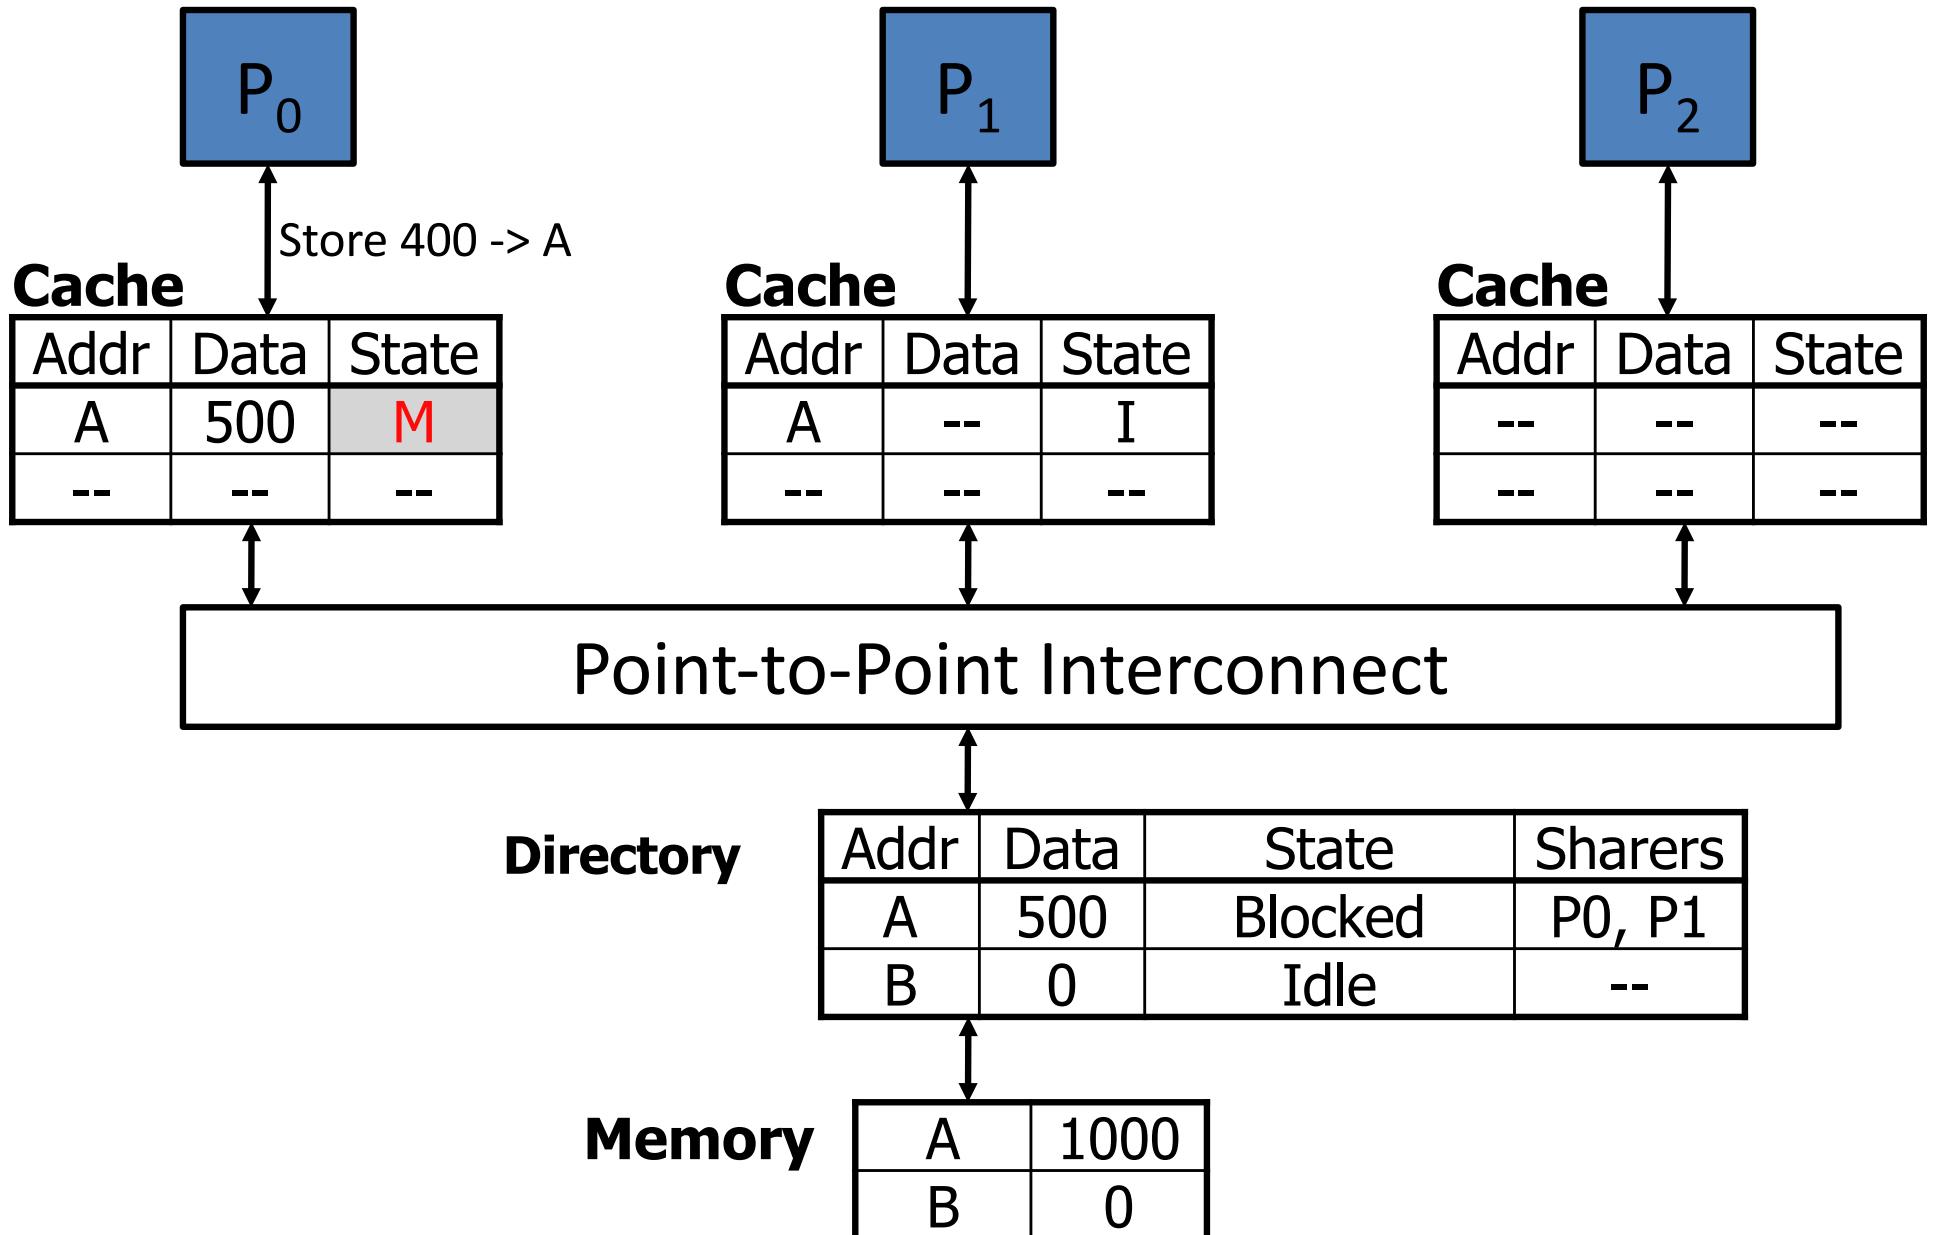 P0 P1 P2
Store 400 -> A
Cache Cache Cache
Addr Data State Addr Data State Addr Data State
A 500 M A -- I -- -- --
-- -- -- -- -- -- -- -- --
Point-to-Point Interconnect
Directory Addr Data State Sharers
A 500 Blocked P0, P1
B 0 Idle --
Memory A 1000
B 0